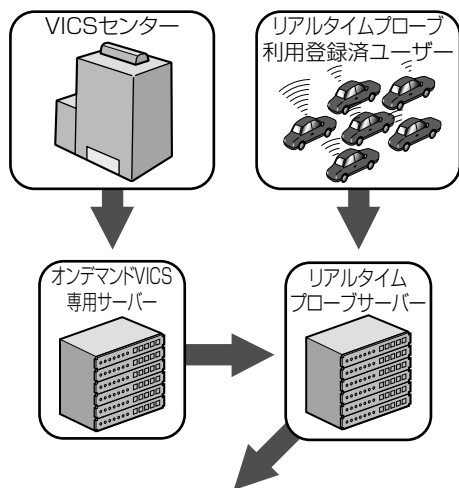 VICSセンター
リアルタイムプローブ
利用登録済ユーザー
オンデマンドVICS
専用サーバー
リアルタイム
プローブサーバー